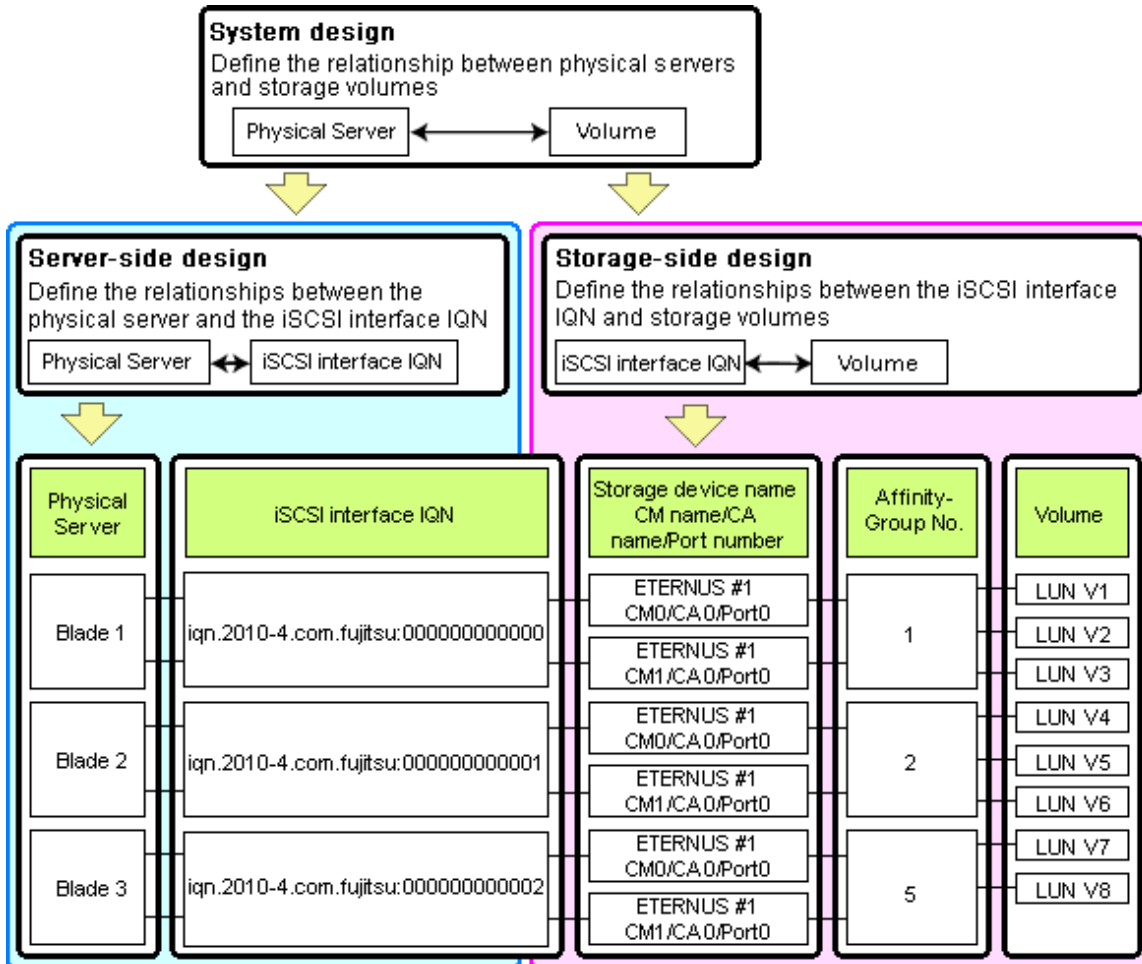 System design
Define the relationship between physical servers
and storage volumes
Physical Server
Volume
Server-side design
Define the relationships between the
physical server and the iSCSI interface IQN
Physical Server
iSCSI interface IQN
Storage-side design
Define the relationships between the iSCSI interface
IQN and storage volumes
iSCSI interface IQN
Volume
Physical
Server
iSCSI interface IQN
Storage device name
CM name/CA
name/Port number
Affinity-
Group No.
Volume
Blade 1
iqn.2010-4.com.fujitsu:000000000000
ETERNUS #1
CM0/CA0/Port0
ETERNUS #1
CM1/CA0/Port0
1
LUN V1
LUN V2
LUN V3
Blade 2
iqn.2010-4.com.fujitsu:000000000001
ETERNUS #1
CM0/CA0/Port0
ETERNUS #1
CM1/CA0/Port0
2
LUN V4
LUN V5
LUN V6
Blade 3
iqn.2010-4.com.fujitsu:000000000002
ETERNUS #1
CM0/CA0/Port0
ETERNUS #1
CM1/CA0/Port0
5
LUN V7
LUN V8